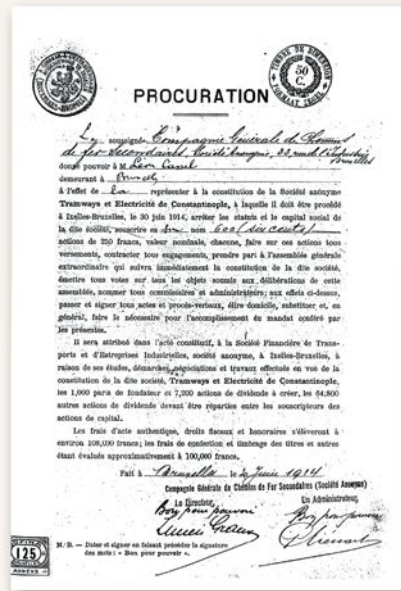 TIMBRE DE DIMENSION
50
C.
FORMAT LÉGAL
PROCURATION
soussignée Compagnie Générale de Chemins
de fer Secondaires, Société Anonyme, 33, rue de l'Industrie
Bruxelles
donne pouvoir à M. Léon
demeurant à Bruxelles
à l'effet de la représenter à la constitution de la Société anonyme
Tramways et Electricité de Constantinople, à laquelle il doit être procédé
à Ixelles-Bruxelles, le 30 juin 1914, arrêter les statuts et le capital social de
la dite société, souscrire en son nom 600 (six cents)
actions de 250 francs, valeur nominale, chacune, faire sur ces actions tous
versements, contracter tous engagements, prendre part à l'assemblée générale
extraordinaire qui suivra immédiatement la constitution de la dite société,
émettre tous votes sur tous les objets soumis aux délibérations de cette
assemblée, nommer tous commissaires et administrateurs; aux effets ci-dessus,
passer et signer tous actes et procès-verbaux, élire domicile, substituer et, en
général, faire le nécessaire pour l'accomplissement du mandat conféré par
les présentes.
Il sera attribué dans l'acte constitutif, à la Société Financière de Trans-
ports et d'Entreprises Industrielles, société anonyme, à Ixelles-Bruxelles, à
raison de ses études, démarches, négociations et travaux effectués en vue de la
constitution de la dite société, Tramways et Electricité de Constantinople,
les 1,000 parts de fondateur et 7,200 actions de dividende à créer, les 64,800
autres actions de dividende devant être réparties entre les souscripteurs des
actions de capital.
Les frais d'acte authentique, droits fiscaux et honoraires s'élèveront à
environ 108,000 francs; les frais de confection et timbrage des titres et autres
étant évalués approximativement à 100,000 francs.
Fait à Bruxelles le 2 Juin 1914
Compagnie Générale de Chemins de Fer Secondaires (Société Anonyme)
Le Directeur, Un Administrateur,
Bon pour pouvoir Bon pour pouvoir
N./B. — Dater et signer en faisant précéder la signature
des mots: « Bon pour pouvoir ».
125
ANNEXES